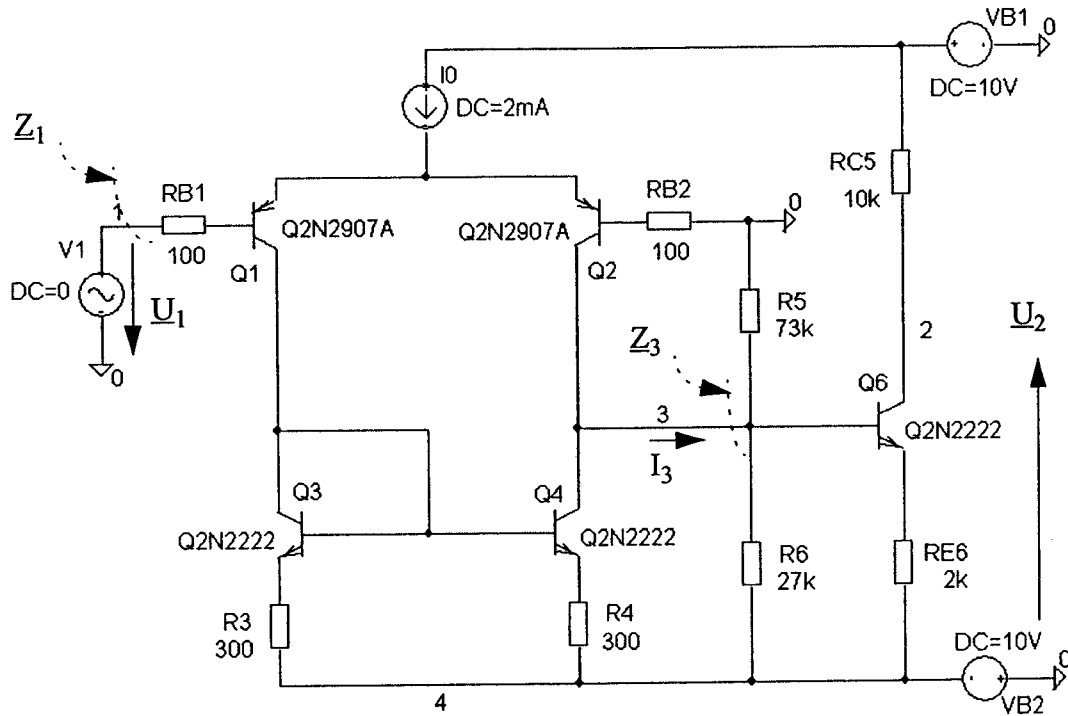 VB1
0
I0
DC=2mA
DC=10V
Z1
RB1
100
1
V1
DC=0
U1
0
Q2N2907A
Q1
Q2N2907A
Q2
RB2
100
0
RC5
10k
R5
73k
Z3
2
U2
Q6
Q2N2222
3
I3
Q3
Q2N2222
Q4
Q2N2222
R6
27k
RE6
2k
R3
300
R4
300
DC=10V
0
4
VB2